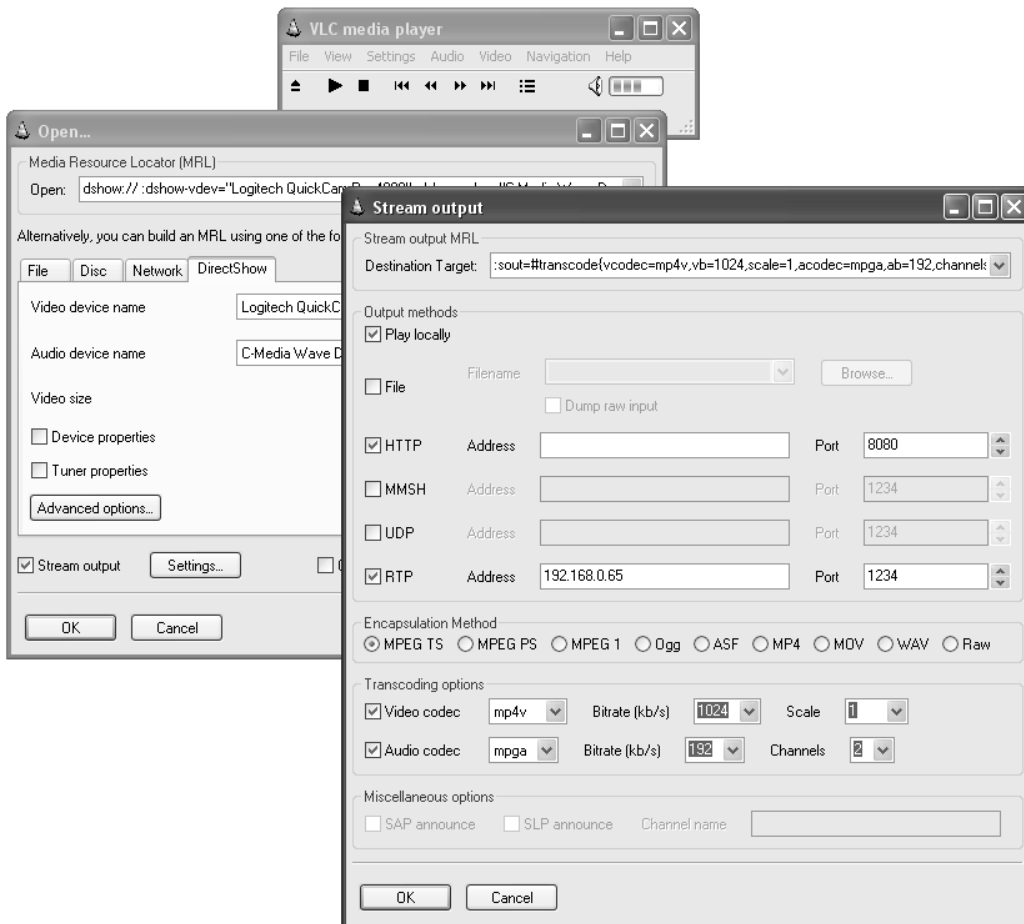 VLC media player
File View Settings Audio Video Navigation Help
Open...
Media Resource Locator (MRL)
Open: dshow:// :dshow-vdev="Logitech QuickCam
Alternatively, you can build an MRL using one of the fo
File Disc Network DirectShow
Video device name Logitech QuickC
Audio device name C-Media Wave D
Video size
Device properties
Tuner properties
Advanced options...
Stream output Settings...
OK Cancel
Stream output
Stream output MRL
Destination Target: :sout=#transcode{vcodec=mp4v,vb=1024,scale=1,acodec=mpga,ab=192,channels
Output methods
Play locally
File Filename Browse...
Dump raw input
HTTP Address Port 8080
MMSH Address Port 1234
UDP Address Port 1234
RTP Address 192.168.0.65 Port 1234
Encapsulation Method
MPEG TS MPEG PS MPEG 1 Ogg ASF MP4 MOV WAV Raw
Transcoding options
Video codec mp4v Bitrate (kb/s) 1024 Scale 1
Audio codec mpga Bitrate (kb/s) 192 Channels 2
Miscellaneous options
SAP announce SLP announce Channel name
OK Cancel